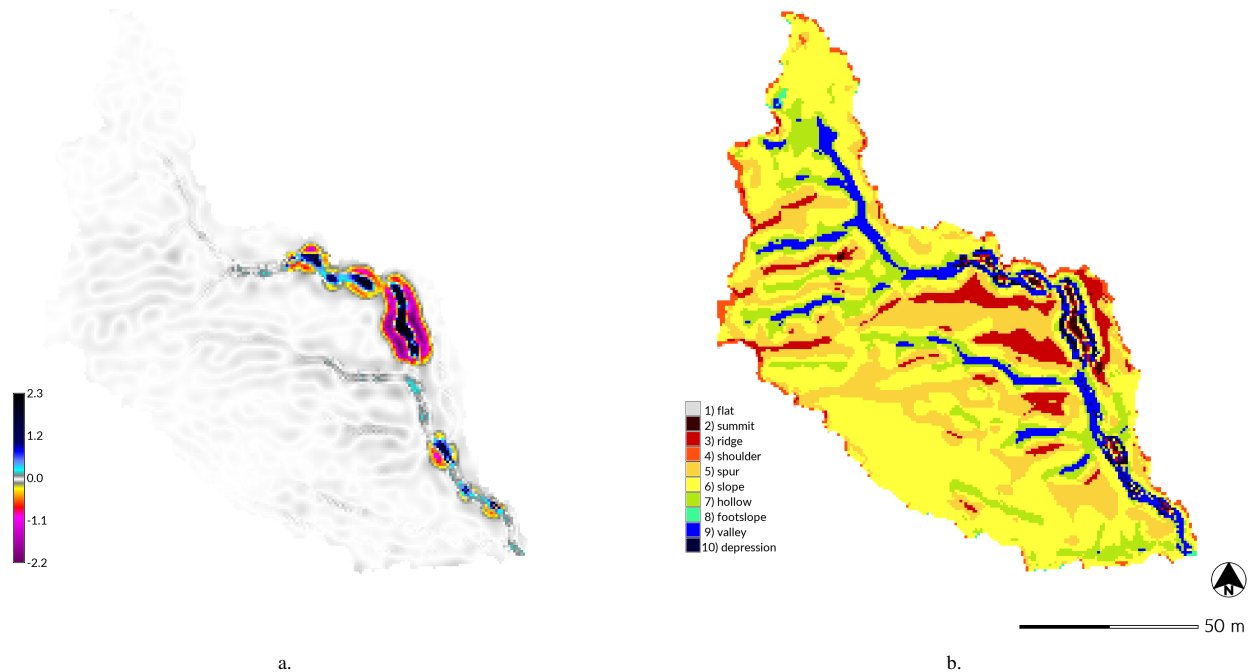 2.3
1.2
0.0
-1.1
-2.2
1) flat
2) summit
3) ridge
4) shoulder
5) spur
6) slope
7) hollow
8) footslope
9) valley
10) depression
N
50 m
a.
b.